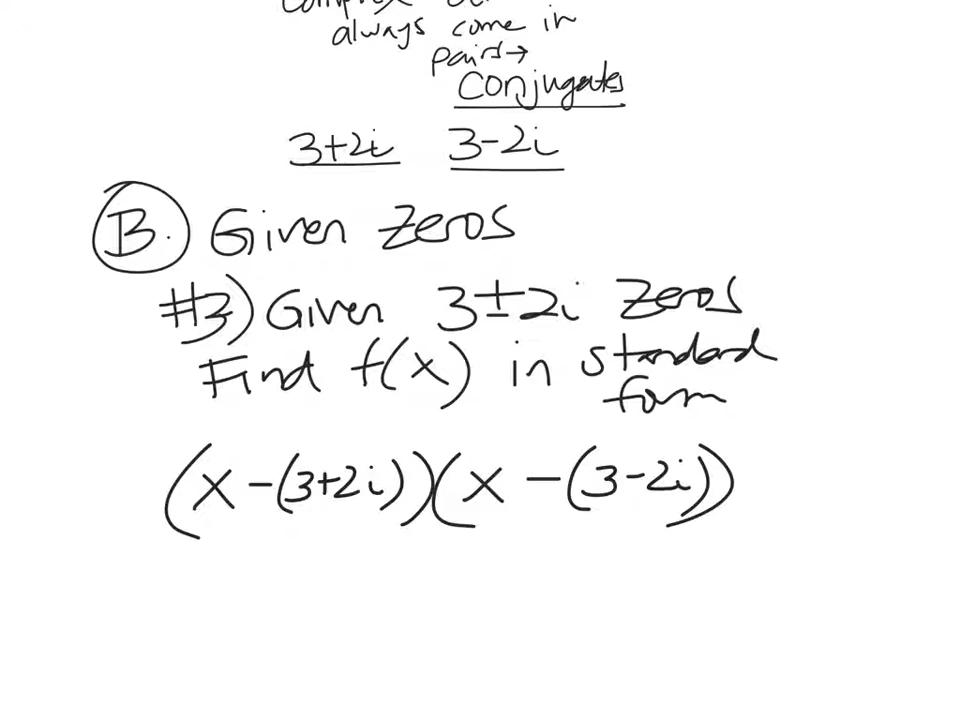 always come in
pairs →
Conjugates
3+2i 3-2i
B. Given zeros
#3) Given 3±2i zeros
Find f(x) in standard
form
(x-(3+2i))(x-(3-2i))